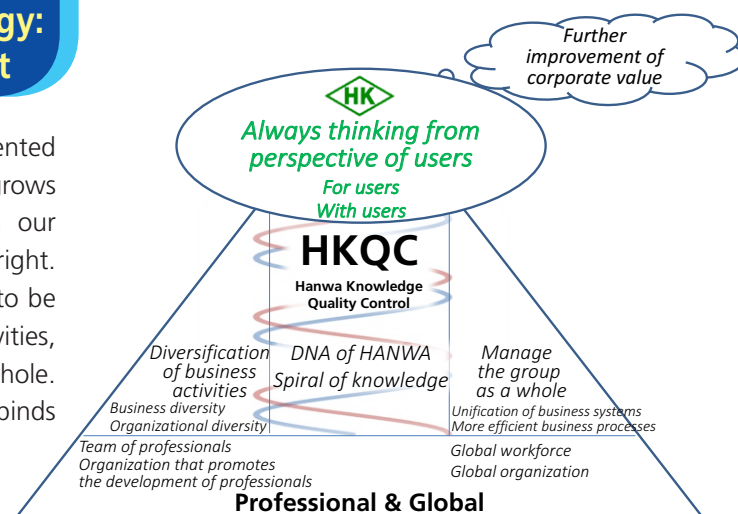 gy:
t
ented
rows
our
right.
to be
vities,
hole.
binds
Further
improvement of
corporate value
HK
Always thinking from
perspective of users
For users
With users
HKQC
Hanwa Knowledge
Quality Control
Diversification
of business
activities
Business diversity
Organizational diversity
DNA of HANWA
Spiral of knowledge
Manage
the group
as a whole
Unification of business systems
More efficient business processes
Team of professionals
Organization that promotes
the development of professionals
Global workforce
Global organization
Professional & Global